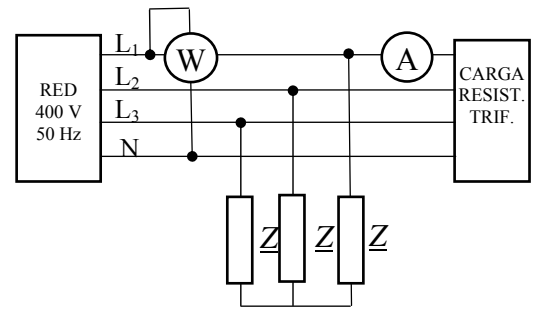 L1
W
A
L2
L3
N
RED
400 V
50 Hz
CARGA
RESIST.
TRIF.
Z
Z
Z